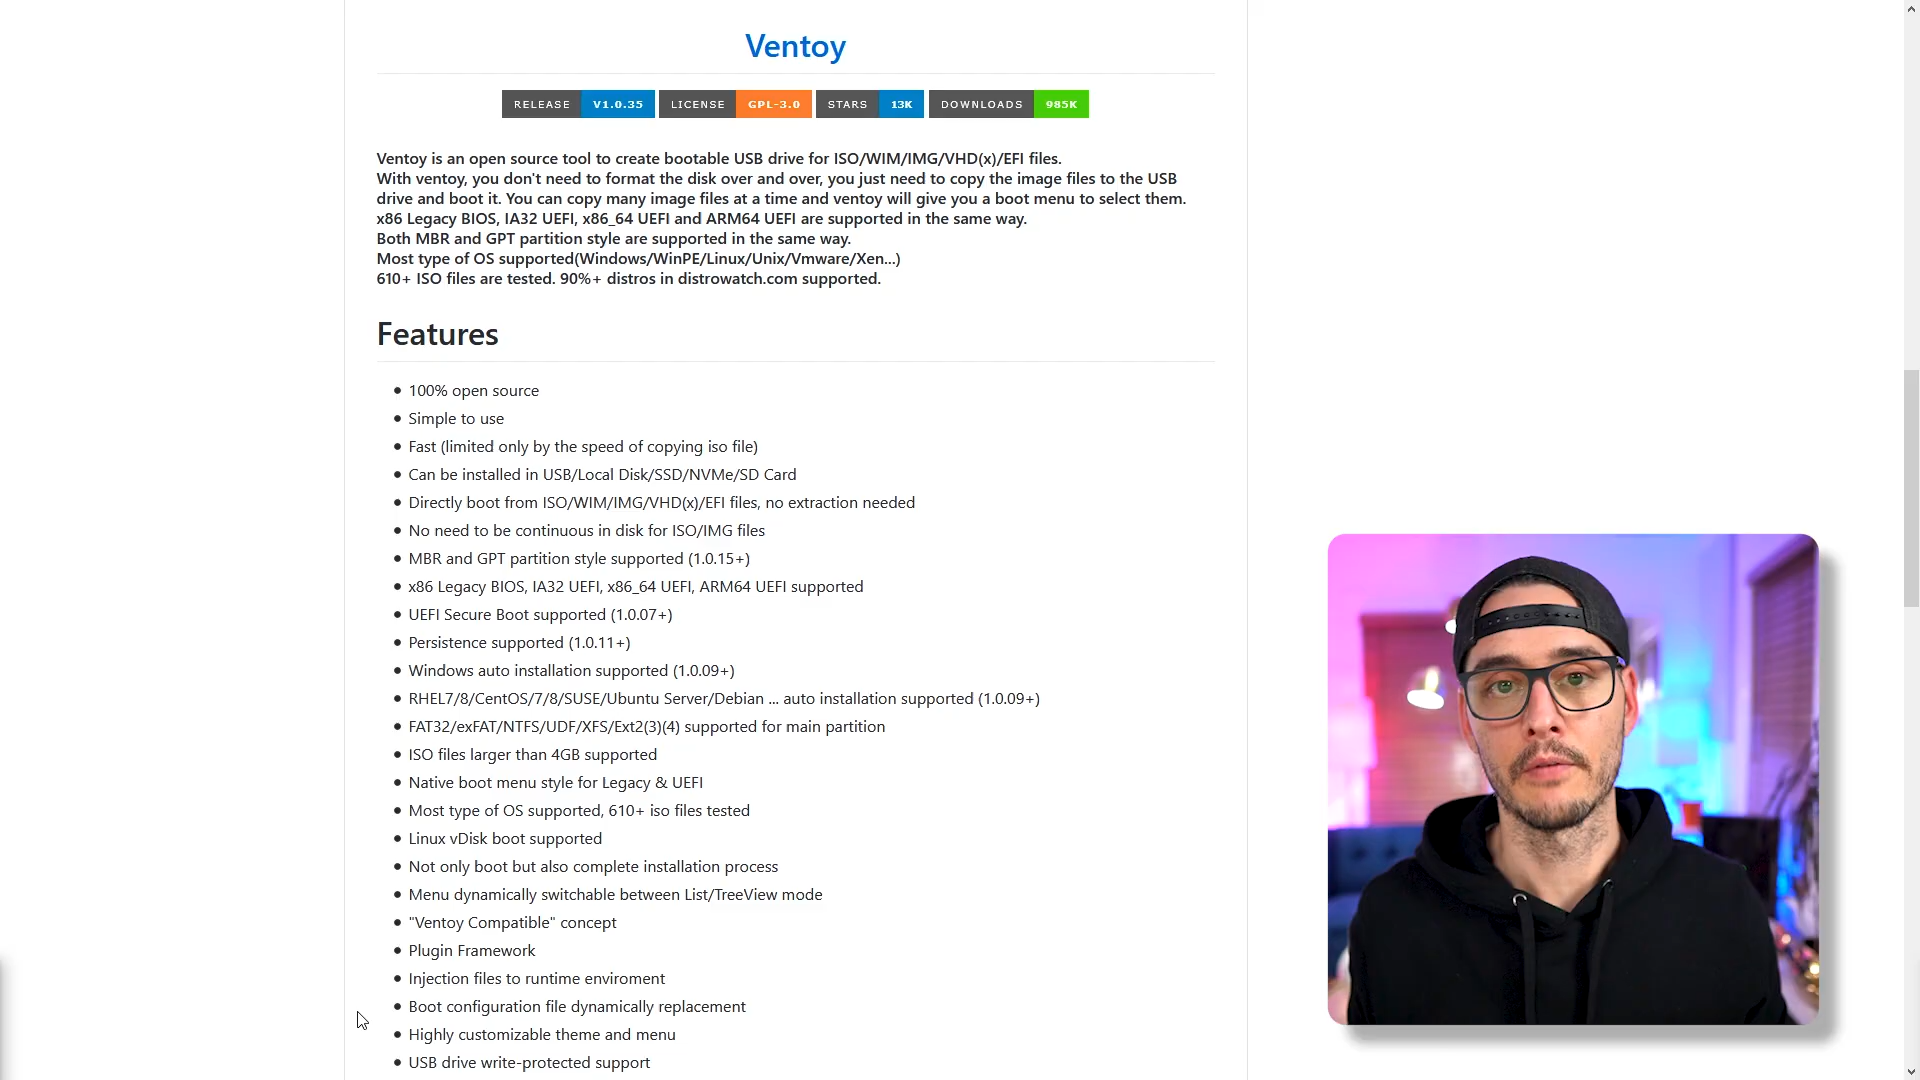 Ventoy
RELEASE V1.0.35 LICENSE GPL-3.0 STARS 13K DOWNLOADS 985K
Ventoy is an open source tool to create bootable USB drive for ISO/WIM/IMG/VHD(x)/EFI files.
With ventoy, you don't need to format the disk over and over, you just need to copy the image files to the USB
drive and boot it. You can copy many image files at a time and ventoy will give you a boot menu to select them.
x86 Legacy BIOS, IA32 UEFI, x86_64 UEFI and ARM64 UEFI are supported in the same way.
Both MBR and GPT partition style are supported in the same way.
Most type of OS supported(Windows/WinPE/Linux/Unix/Vmware/Xen...)
610+ ISO files are tested. 90%+ distros in distrowatch.com supported.
Features
• 100% open source
• Simple to use
• Fast (limited only by the speed of copying iso file)
• Can be installed in USB/Local Disk/SSD/NVMe/SD Card
• Directly boot from ISO/WIM/IMG/VHD(x)/EFI files, no extraction needed
• No need to be continuous in disk for ISO/IMG files
• MBR and GPT partition style supported (1.0.15+)
• x86 Legacy BIOS, IA32 UEFI, x86_64 UEFI, ARM64 UEFI supported
• UEFI Secure Boot supported (1.0.07+)
• Persistence supported (1.0.11+)
• Windows auto installation supported (1.0.09+)
• RHEL7/8/CentOS/7/8/SUSE/Ubuntu Server/Debian ... auto installation supported (1.0.09+)
• FAT32/exFAT/NTFS/UDF/XFS/Ext2(3)(4) supported for main partition
• ISO files larger than 4GB supported
• Native boot menu style for Legacy & UEFI
• Most type of OS supported, 610+ iso files tested
• Linux vDisk boot supported
• Not only boot but also complete installation process
• Menu dynamically switchable between List/TreeView mode
• "Ventoy Compatible" concept
• Plugin Framework
• Injection files to runtime enviroment
• Boot configuration file dynamically replacement
• Highly customizable theme and menu
• USB drive write-protected support